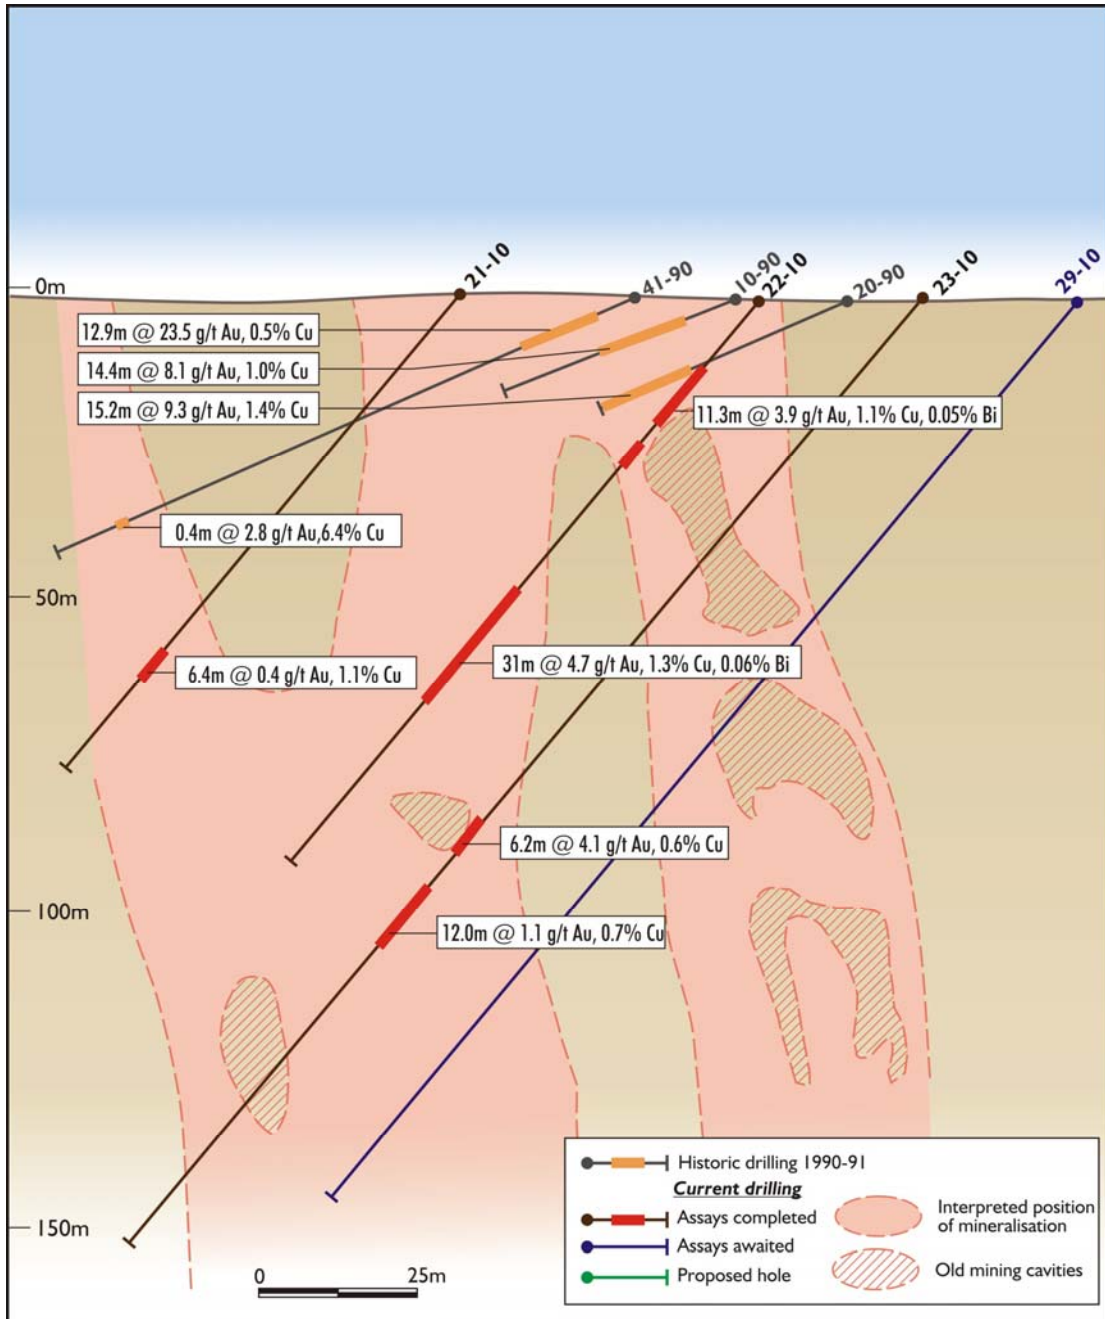 21-10
41-90
10-90
22-10
20-90
23-10
29-10
0m
12.9m @ 23.5 g/t Au, 0.5% Cu
14.4m @ 8.1 g/t Au, 1.0% Cu
15.2m @ 9.3 g/t Au, 1.4% Cu
11.3m @ 3.9 g/t Au, 1.1% Cu, 0.05% Bi
0.4m @ 2.8 g/t Au,6.4% Cu
50m
31m @ 4.7 g/t Au, 1.3% Cu, 0.06% Bi
6.4m @ 0.4 g/t Au, 1.1% Cu
6.2m @ 4.1 g/t Au, 0.6% Cu
100m
12.0m @ 1.1 g/t Au, 0.7% Cu
150m
0 25m
Historic drilling 1990-91
Current drilling
Assays completed
Assays awaited
Proposed hole
Interpreted position
of mineralisation
Old mining cavities